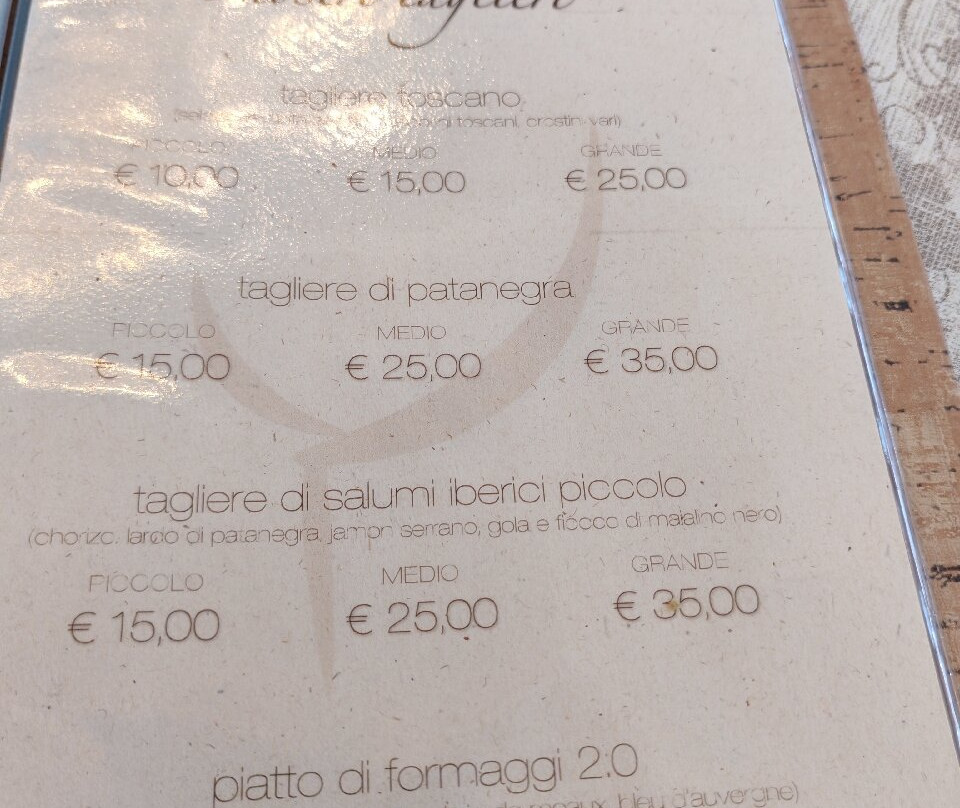 taglieri
tagliere toscano
toscani, crostini vari)
PICCOLO MEDIO GRANDE
€ 10,00 € 15,00 € 25,00
tagliere di patanegra
PICCOLO MEDIO GRANDE
€ 15,00 € 25,00 € 35,00
tagliere di salumi iberici piccolo
(chorizo, lardo di patanegra, jamon serrano, gola e fiocco di maialino nero)
PICCOLO MEDIO GRANDE
€ 15,00 € 25,00 € 35,00
piatto di formaggi 2.0
bleu d'auvergne)